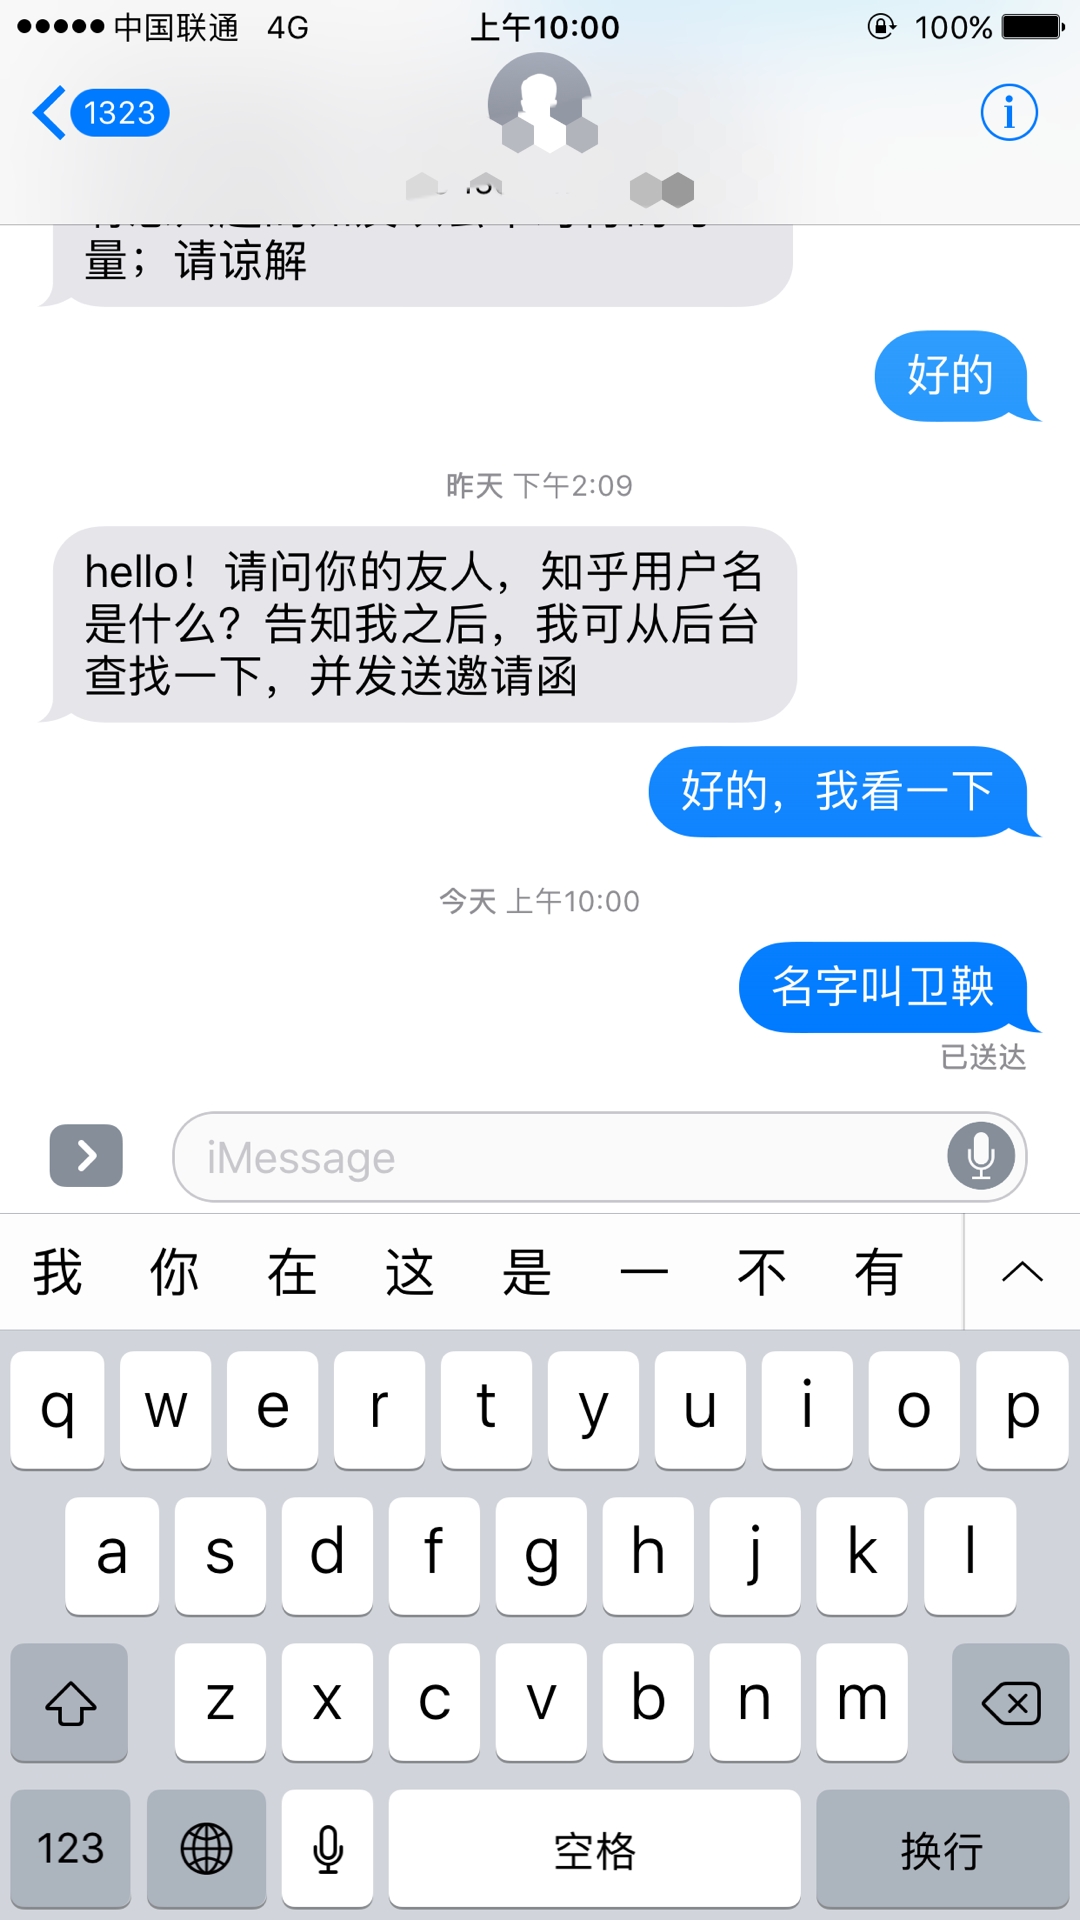 中国联通 4G 上午10:00 100%
1323
量；请谅解
好的
昨天 下午2:09
hello！请问你的友人，知乎用户名
是什么？告知我之后，我可从后台
查找一下，并发送邀请函
好的，我看一下
今天 上午10:00
名字叫卫鞅
已送达
iMessage
我 你 在 这 是 一 不 有
q w e r t y u i o p
a s d f g h j k l
z x c v b n m
123 空格 换行